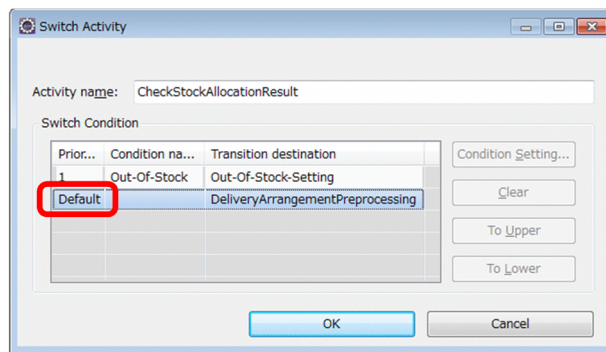 Switch Activity
Activity name: CheckStockAllocationResult
Switch Condition
Prior... Condition na... Transition destination
1 Out-Of-Stock Out-Of-Stock-Setting
Default DeliveryArrangementPreprocessing
Condition Setting...
Clear
To Upper
To Lower
OK Cancel